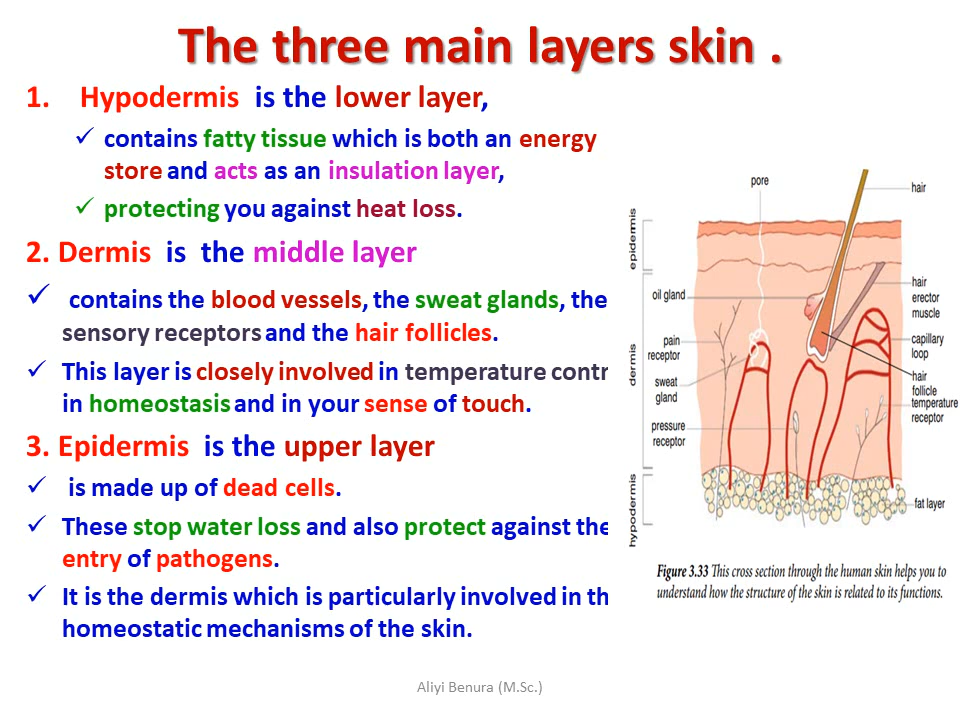 The three main layers skin .
1. Hypodermis is the lower layer,
✓ contains fatty tissue which is both an energy
store and acts as an insulation layer,
✓ protecting you against heat loss.
2. Dermis is the middle layer
✓ contains the blood vessels, the sweat glands, the
sensory receptors and the hair follicles.
✓ This layer is closely involved in temperature contr
in homeostasis and in your sense of touch.
3. Epidermis is the upper layer
✓ is made up of dead cells.
✓ These stop water loss and also protect against the
entry of pathogens.
✓ It is the dermis which is particularly involved in th
homeostatic mechanisms of the skin.
pore
hair
epidermis
oil gland
hair
erector
muscle
pain
receptor
capillary
loop
dermis
sweat
gland
hair
follicle
temperature
receptor
pressure
receptor
hypodermis
fat layer
Figure 3.33 This cross section through the human skin helps you to
understand how the structure of the skin is related to its functions.
Aliyi Benura (M.Sc.)